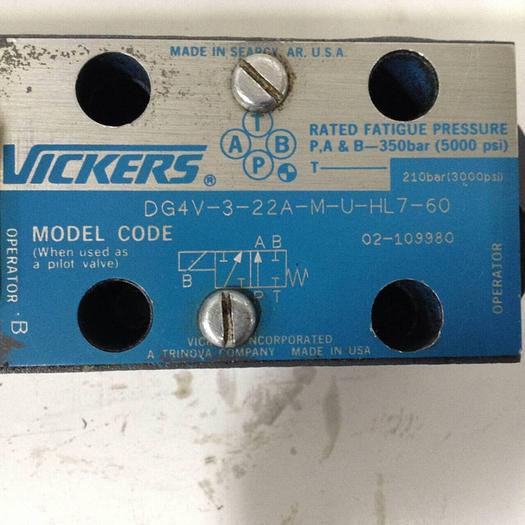 MADE IN SEARCY, AR. U.S.A.
T
A B
P
VICKERS®
RATED FATIGUE PRESSURE
P,A & B—350bar (5000 psi)
T—
210bar(3000psi)
DG4V-3-22A-M-U-HL7-60
MODEL CODE
(When used as
a pilot valve)
02-109980
A B
B
P T
OPERATOR B
OPERATOR
INCORPORATED
A TRINOVA COMPANY MADE IN USA